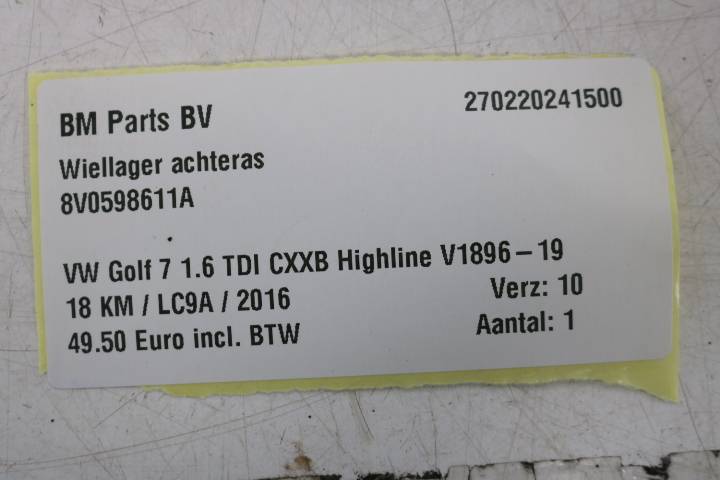 BM Parts BV 270220241500
Wiellager achteras
8V0598611A
VW Golf 7 1.6 TDI CXXB Highline V1896-19
18 KM / LC9A / 2016 Verz: 10
49.50 Euro incl. BTW Aantal: 1